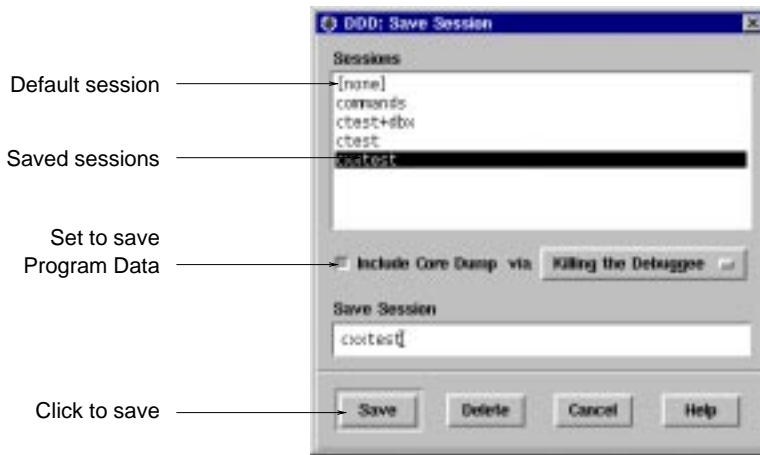 DDD: Save Session
Sessions
Default session
[none]
commands
ctest+dbx
ctest
Saved sessions
cxxtest
Set to save
Program Data
Include Core Dump via Killing the Debuggee
Save Session
cxxtest
Click to save
Save Delete Cancel Help